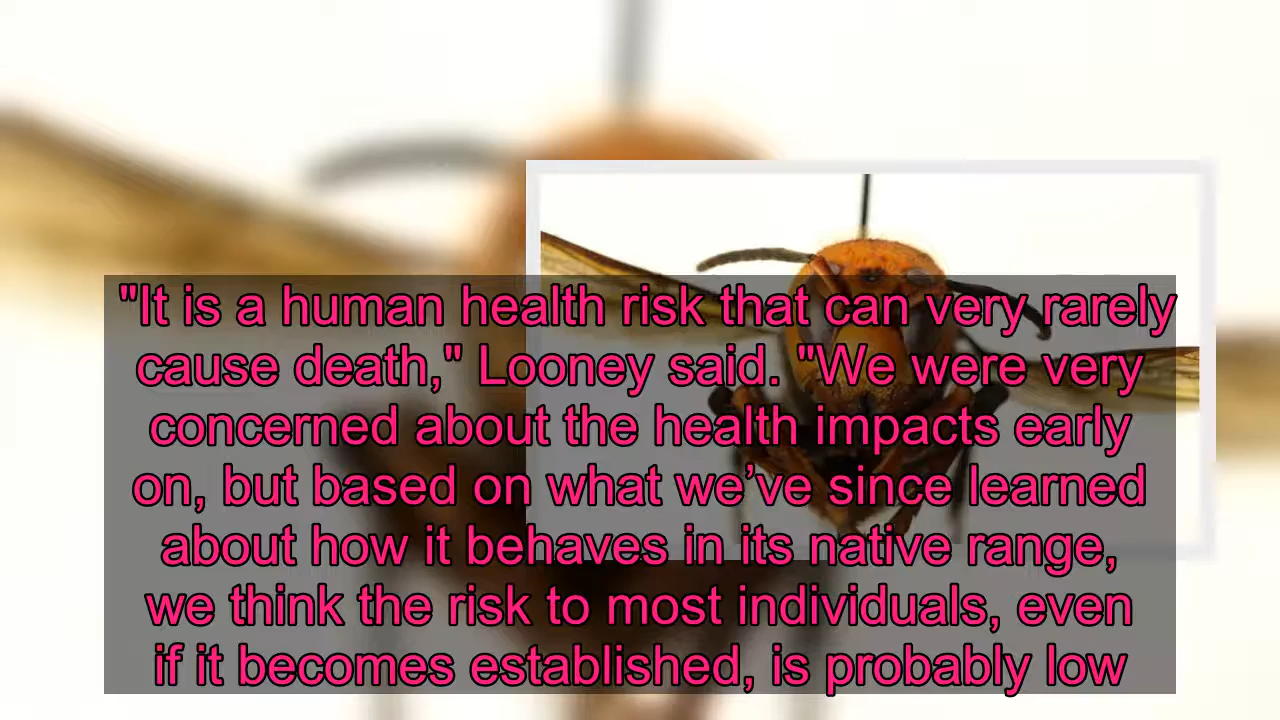 "It is a human health risk that can very rarely
cause death," Looney said. "We were very
concerned about the health impacts early
on, but based on what we’ve since learned
about how it behaves in its native range,
we think the risk to most individuals, even
if it becomes established, is probably low